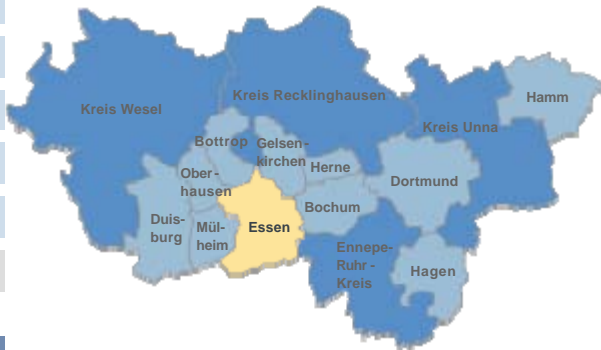 Kreis Wesel
Kreis Recklinghausen
Hamm
Kreis Unna
Bottrop
Gelsen-
kirchen
Herne
Ober-
hausen
Dortmund
Bochum
Duis-
burg
Mül-
heim
Essen
Ennepe-
Ruhr -
Kreis
Hagen